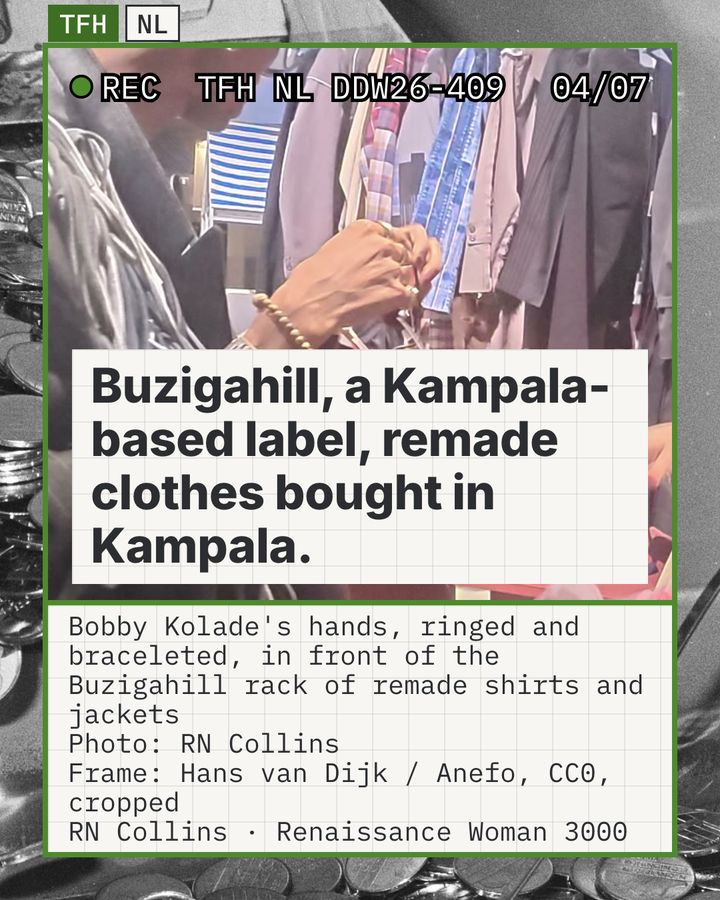 TFH NL
REC TFH NL DDW26-409 04/07
Buzigahill, a Kampala-
based label, remade
clothes bought in
Kampala.
Bobby Kolade's hands, ringed and
braceleted, in front of the
Buzigahill rack of remade shirts and
jackets
Photo: RN Collins
Frame: Hans van Dijk / Anefo, CC0,
cropped
RN Collins · Renaissance Woman 3000